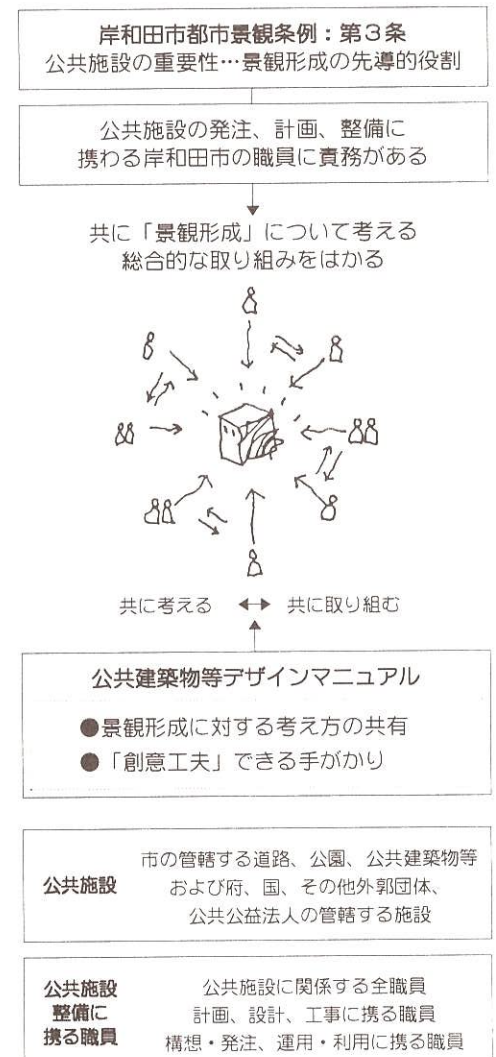 岸和田市都市景観条例：第３条
公共施設の重要性…景観形成の先導的役割
公共施設の発注、計画、整備に
携わる岸和田市の職員に責務がある
共に「景観形成」について考える
総合的な取り組みをはかる
共に考える ↔ 共に取り組む
公共建築物等デザインマニュアル
●景観形成に対する考え方の共有
●「創意工夫」できる手がかり
公共施設
市の管轄する道路、公園、公共建築物等
および府、国、その他外郭団体、
公共公益法人の管轄する施設
公共施設
整備に
携る職員
公共施設に関係する全職員
計画、設計、工事に携る職員
構想・発注、運用・利用に携る職員